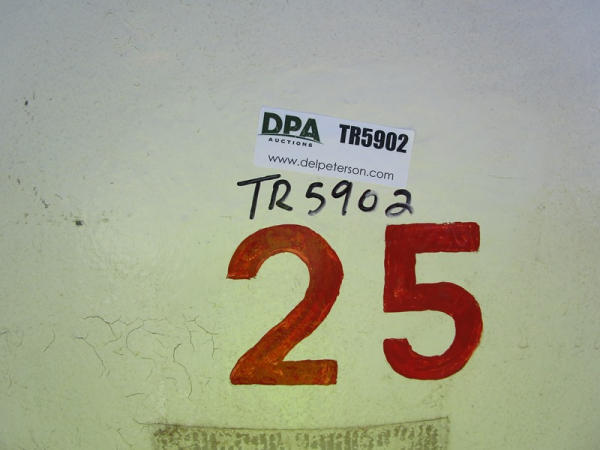 DPA TR5902
AUCTIONS
www.delpeterson.com
TR5902
25